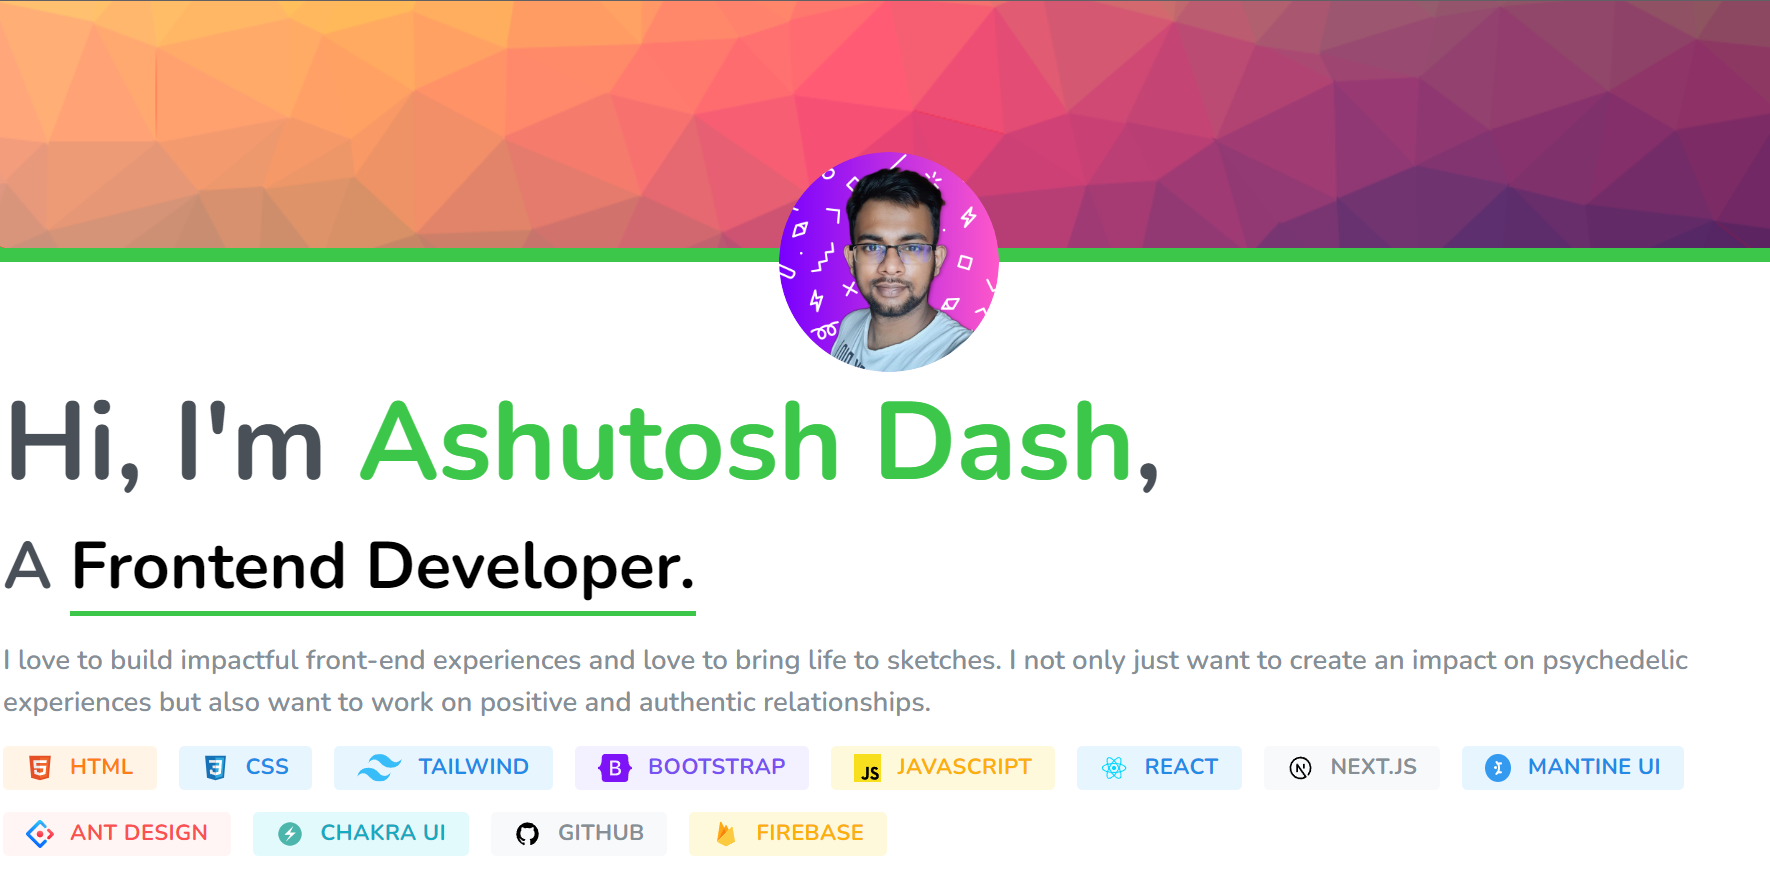 Hi, I'm Ashutosh Dash,
A Frontend Developer.
I love to build impactful front-end experiences and love to bring life to sketches. I not only just want to create an impact on psychedelic
experiences but also want to work on positive and authentic relationships.
HTML CSS TAILWIND B BOOTSTRAP JS JAVASCRIPT REACT N NEXT.JS MANTINE UI
ANT DESIGN CHAKRA UI GITHUB FIREBASE